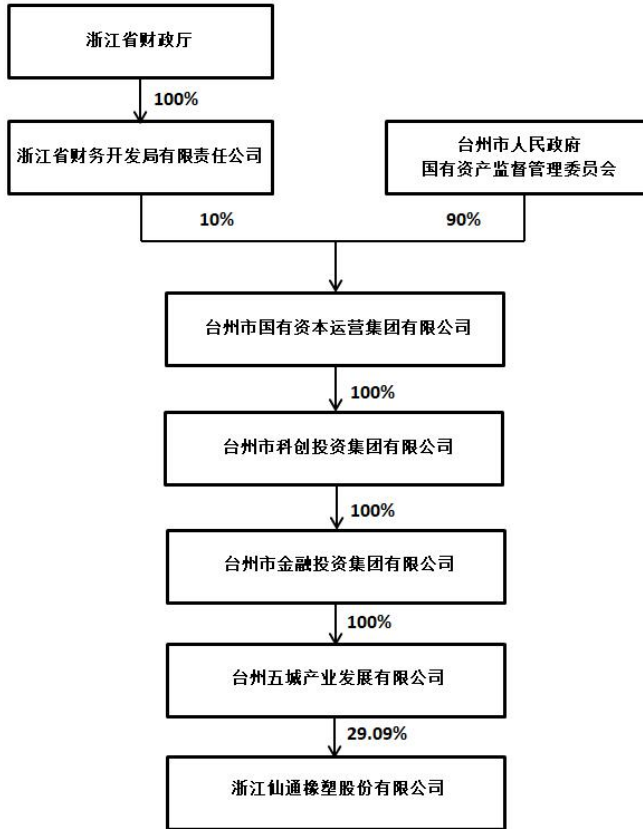 浙江省财政厅
100%
浙江省财务开发局有限责任公司
台州市人民政府
国有资产监督管理委员会
10%
90%
台州市国有资本运营集团有限公司
100%
台州市科创投资集团有限公司
100%
台州市金融投资集团有限公司
100%
台州五城产业发展有限公司
29.09%
浙江仙通橡塑股份有限公司